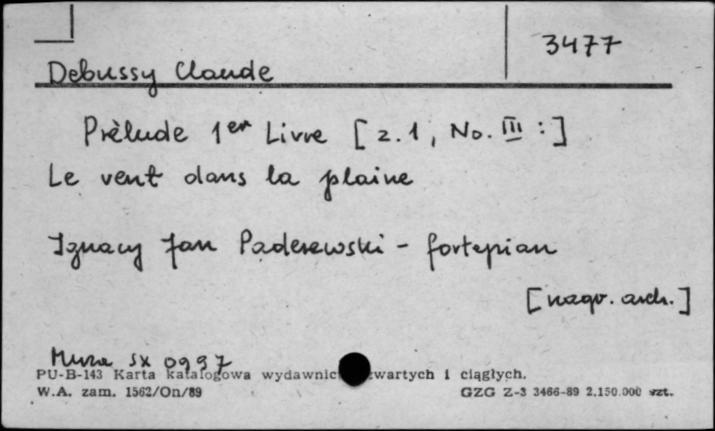 3477
Debussy Claude
Prèlude 1er Livre [z.1, No. III :]
Le vent dans la plaine
Ignacy Jan Paderewski - fortepian
[nagr. arch.]
Muza SX 0997
PU-B-143 Karta katalogowa wydawnic wartych i ciągłych.
W.A. zam. 1562/On/89 GZG Z-3 3466-89 2.150.000 szt.